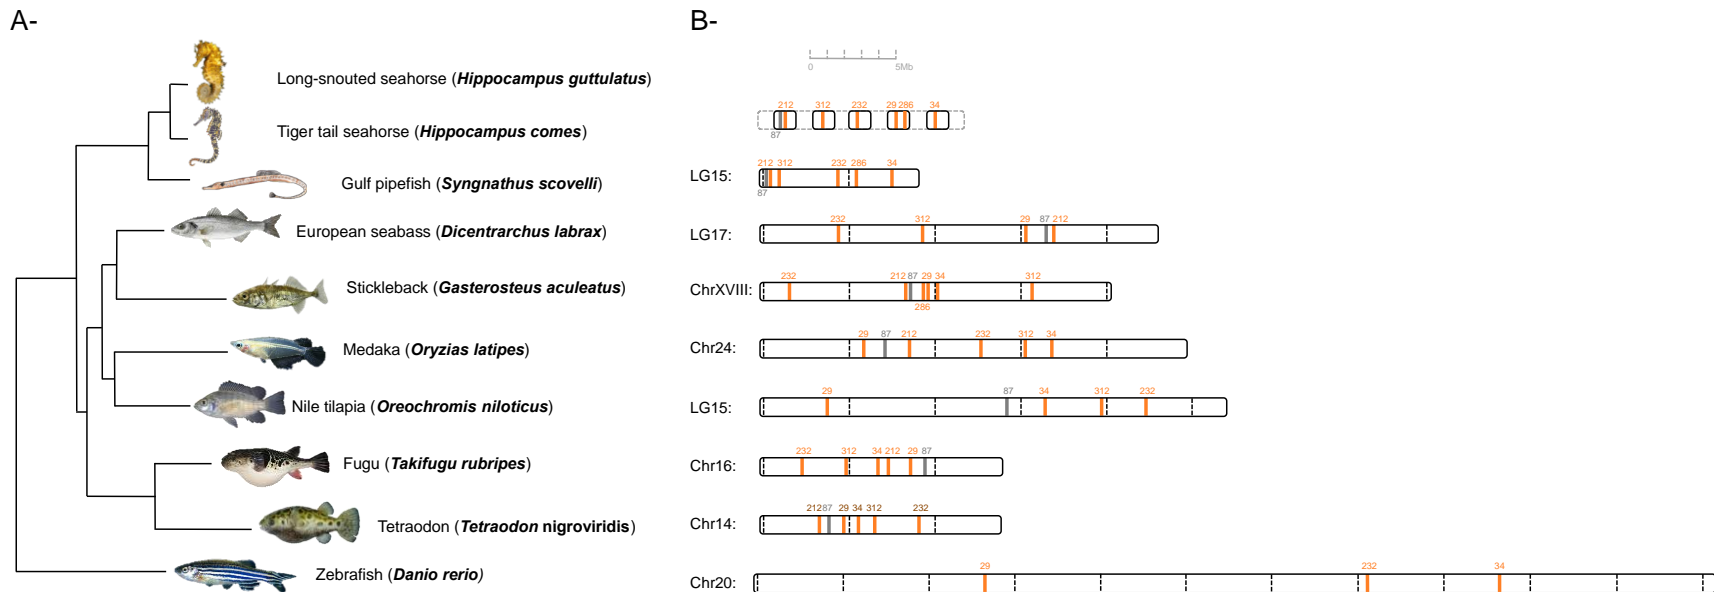 A-
B-
0 5Mb
Long-snouted seahorse (Hippocampus guttulatus)
212 312 232 29 286 34
Tiger tail seahorse (Hippocampus comes)
87
212 312 232 286 34
Gulf pipefish (Syngnathus scovelli)
LG15:
87
232 312 29 87 212
European seabass (Dicentrarchus labrax)
LG17:
232 212 87 29 34 312
Stickleback (Gasterosteus aculeatus)
ChrXVIII:
286
29 87 212 232 312 34
Medaka (Oryzias latipes)
Chr24:
29 87 34 312 232
Nile tilapia (Oreochromis niloticus)
LG15:
232 312 34 212 29 87
Fugu (Takifugu rubripes)
Chr16:
212 87 29 34 312 232
Tetraodon (Tetraodon nigroviridis)
Chr14:
29 232 34
Zebrafish (Danio rerio)
Chr20: